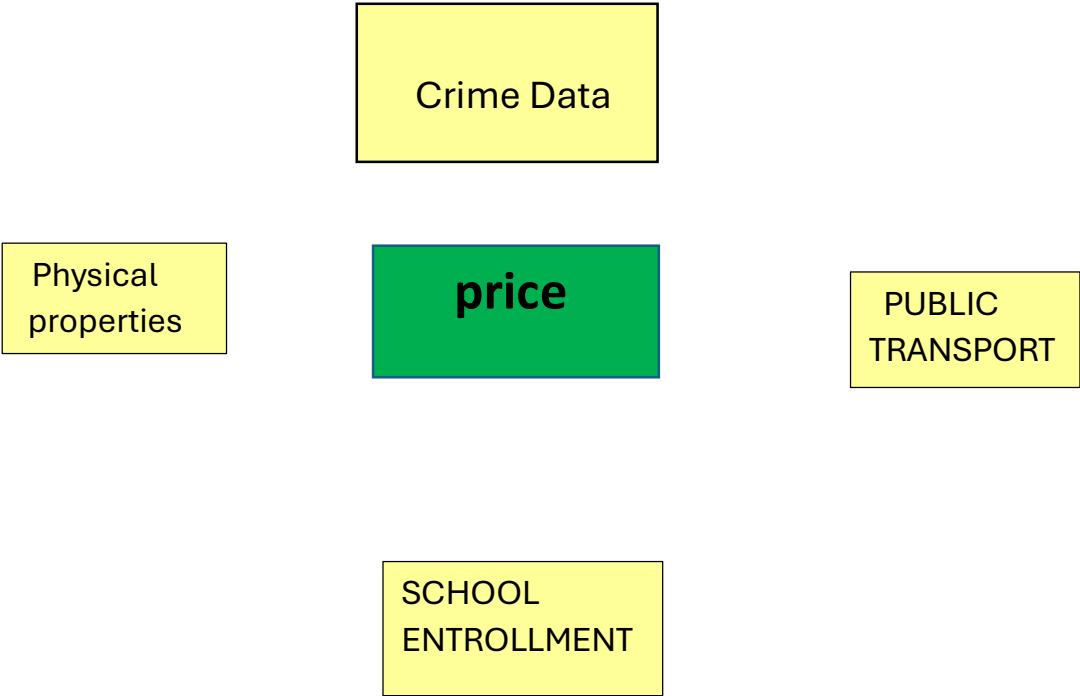 Crime Data
Physical
properties
price
PUBLIC
TRANSPORT
SCHOOL
ENTROLLMENT